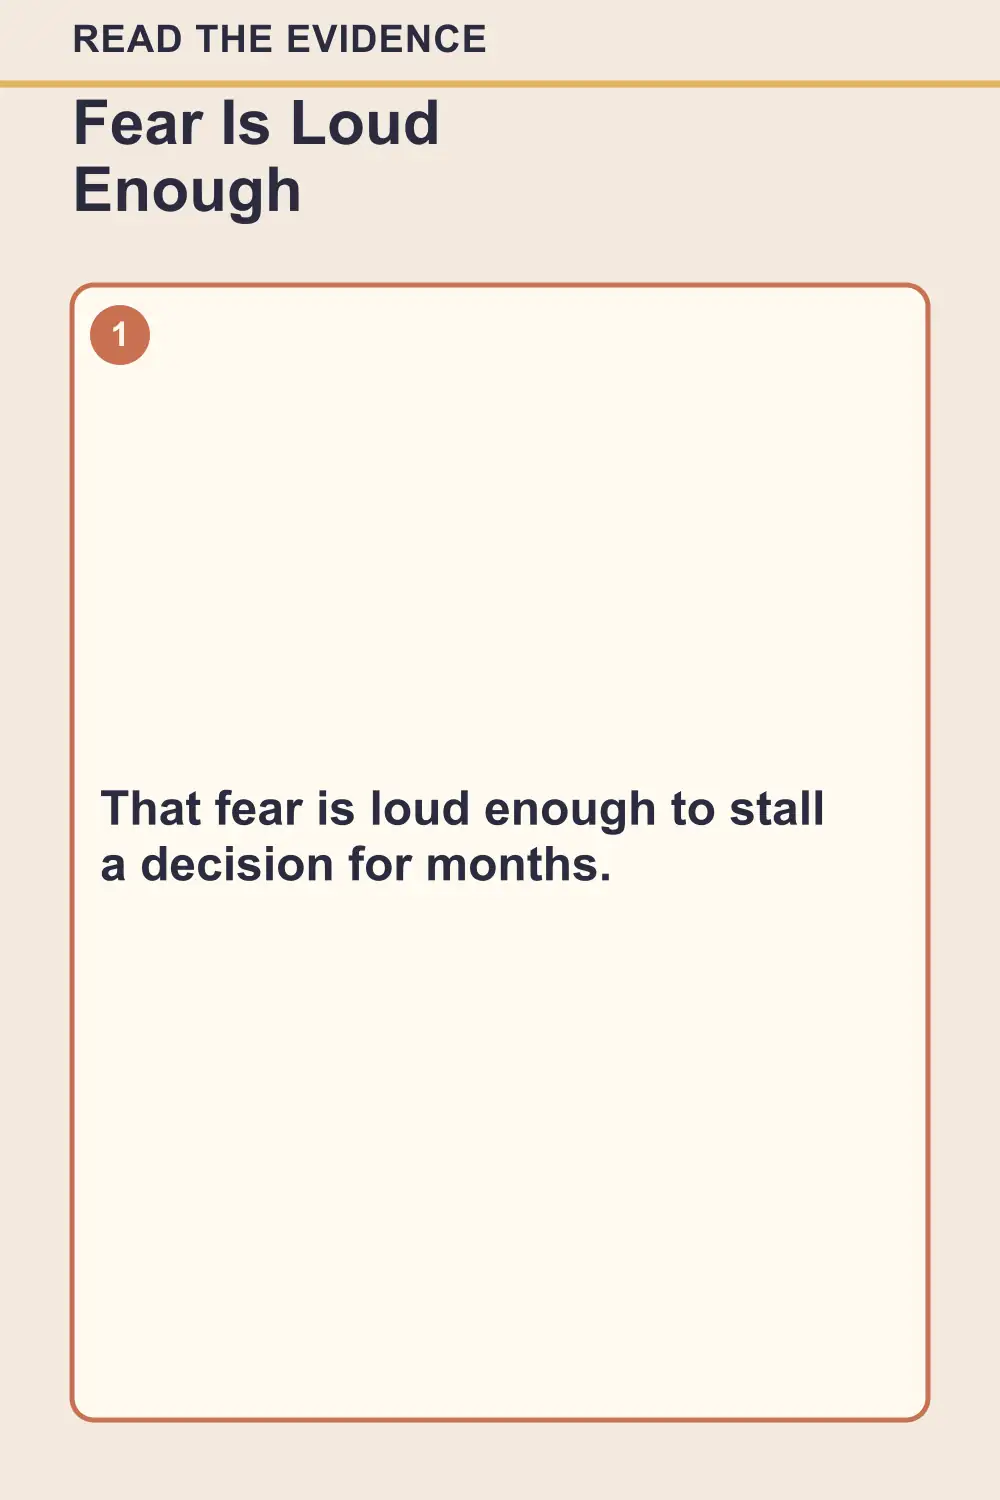 READ THE EVIDENCE
Fear Is Loud
Enough
1
That fear is loud enough to stall
a decision for months.